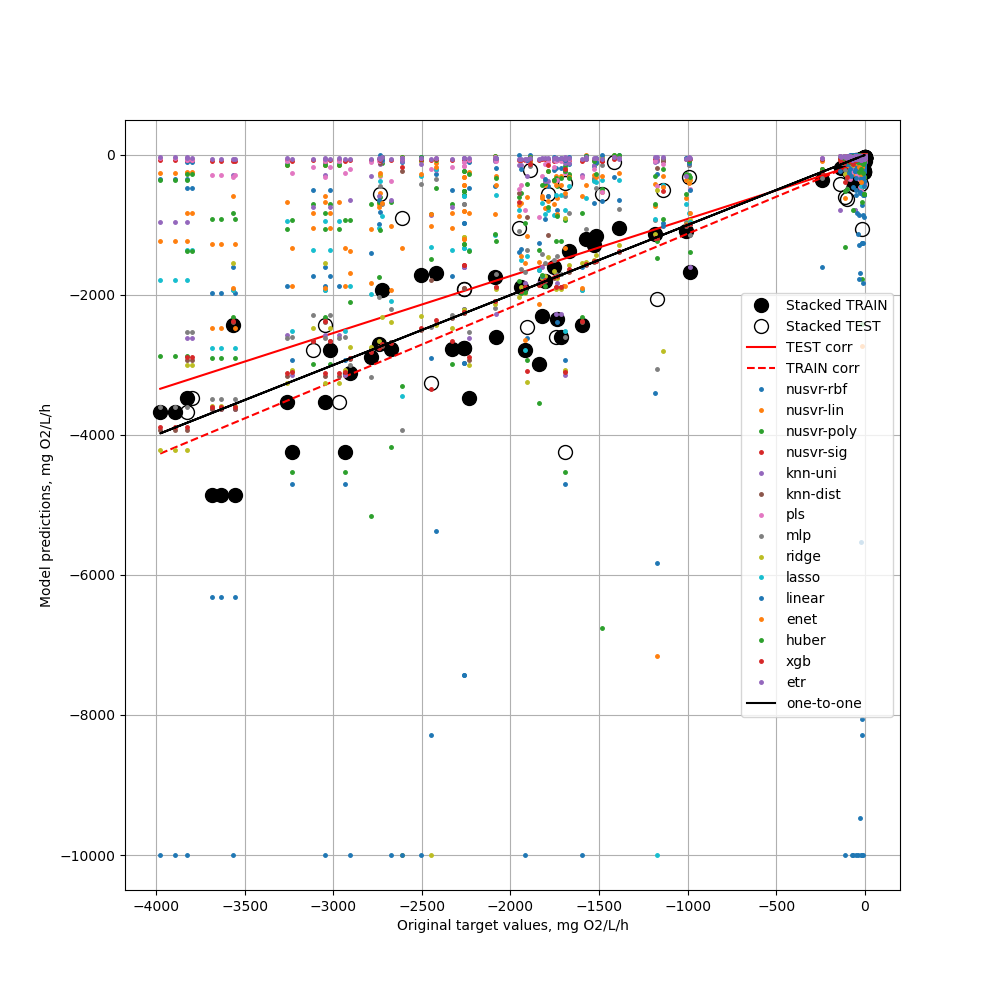 0
−2000
−4000
−6000
−8000
−10000
Model predictions, mg O2/L/h
−4000 −3500 −3000 −2500 −2000 −1500 −1000 −500 0
Original target values, mg O2/L/h
Stacked TRAIN
Stacked TEST
TEST corr
TRAIN corr
nusvr-rbf
nusvr-lin
nusvr-poly
nusvr-sig
knn-uni
knn-dist
pls
mlp
ridge
lasso
linear
enet
huber
xgb
etr
one-to-one